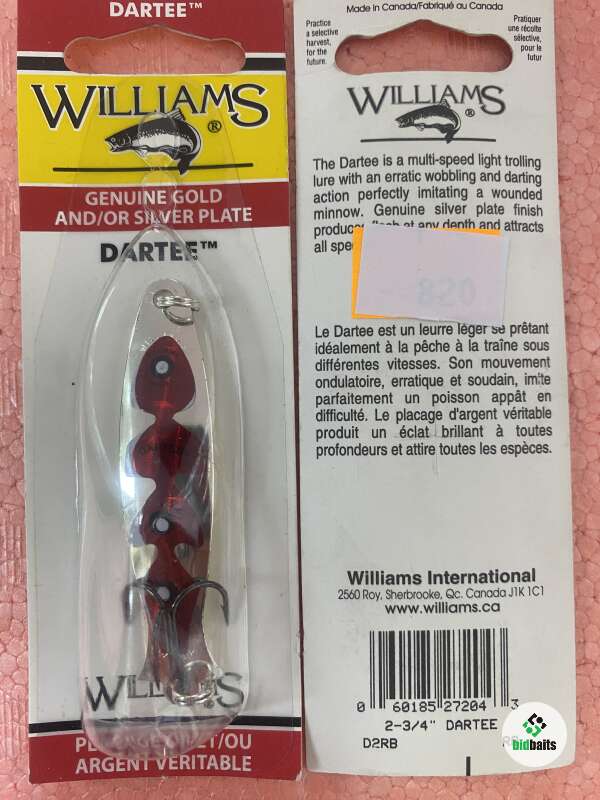 DARTEE™
WILLIAMS®
GENUINE GOLD
AND/OR SILVER PLATE
DARTEE™
WILLIAMS
ARGENT VERITABLE
Made in Canada/Fabriqué au Canada
Practice
a selective
harvest,
for the
future.
Pratiquer
une récolte
sélective,
pour le
futur
WILLIAMS®
The Dartee is a multi-speed light trolling
lure with an erratic wobbling and darting
action perfectly imitating a wounded
minnow. Genuine silver plate finish
flash at any depth and attracts
all
820
Le Dartee est un leurre léger se prêtant
idéalement à la pêche à la traîne sous
différentes vitesses. Son mouvement
ondulatoire, erratique et soudain, imite
parfaitement un poisson appât en
difficulté. Le placage d'argent véritable
produit un éclat brillant à toutes
profondeurs et attire toutes les espèces.
Williams International
2560 Roy, Sherbrooke, Qc. Canada J1K 1C1
www.williams.ca
0 60185 27204 3
2-3/4" DARTEE
D2RB
bidbaits